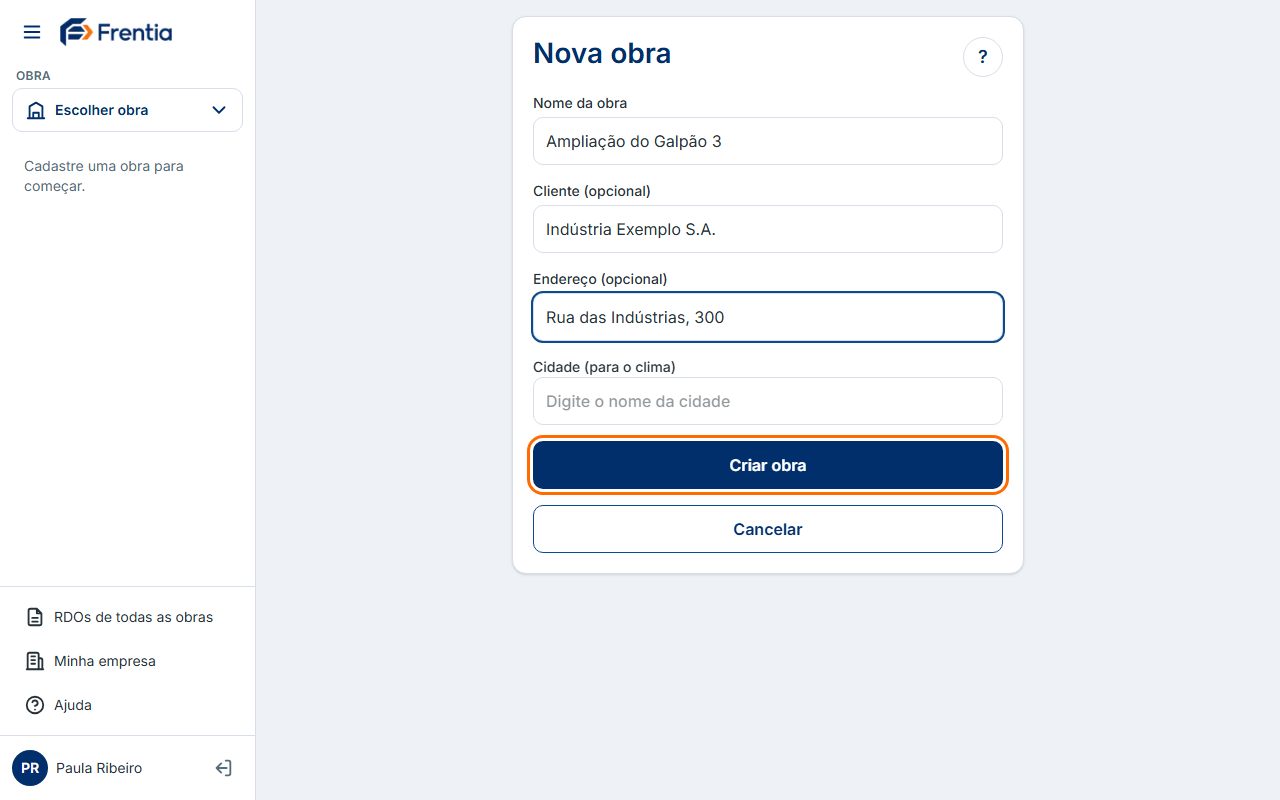 Frentia
OBRA
Escolher obra
Cadastre uma obra para
começar.
RDOs de todas as obras
Minha empresa
Ajuda
PR
Paula Ribeiro
Nova obra
?
Nome da obra
Ampliação do Galpão 3
Cliente (opcional)
Indústria Exemplo S.A.
Endereço (opcional)
Rua das Indústrias, 300
Cidade (para o clima)
Digite o nome da cidade
Criar obra
Cancelar